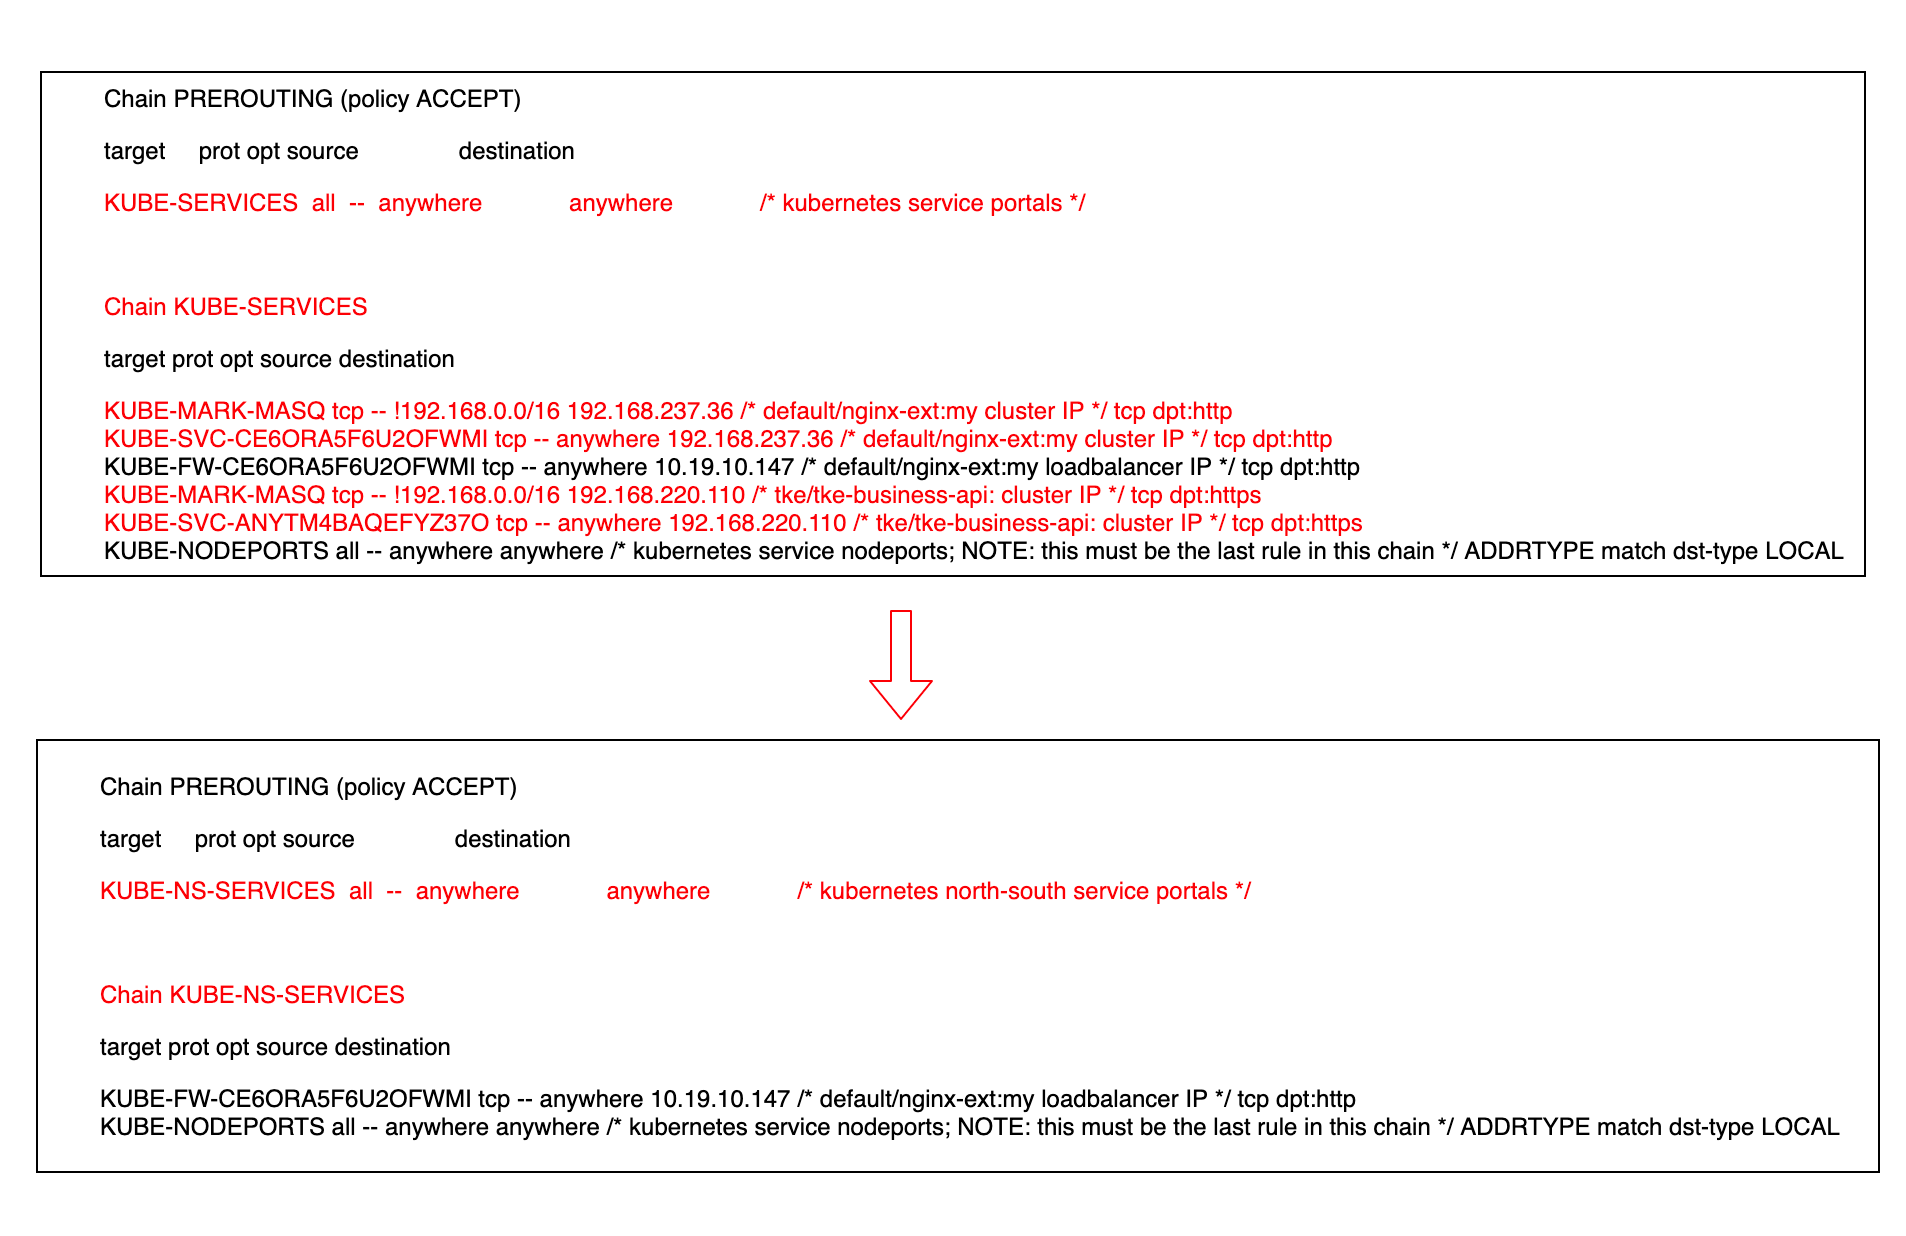 Chain PREROUTING (policy ACCEPT)
target prot opt source destination
KUBE-SERVICES all -- anywhere anywhere /* kubernetes service portals */
Chain KUBE-SERVICES
target prot opt source destination
KUBE-MARK-MASQ tcp -- !192.168.0.0/16 192.168.237.36 /* default/nginx-ext:my cluster IP */ tcp dpt:http
KUBE-SVC-CE6ORA5F6U2OFWMI tcp -- anywhere 192.168.237.36 /* default/nginx-ext:my cluster IP */ tcp dpt:http
KUBE-FW-CE6ORA5F6U2OFWMI tcp -- anywhere 10.19.10.147 /* default/nginx-ext:my loadbalancer IP */ tcp dpt:http
KUBE-MARK-MASQ tcp -- !192.168.0.0/16 192.168.220.110 /* tke/tke-business-api: cluster IP */ tcp dpt:https
KUBE-SVC-ANYTM4BAQEFYZ37O tcp -- anywhere 192.168.220.110 /* tke/tke-business-api: cluster IP */ tcp dpt:https
KUBE-NODEPORTS all -- anywhere anywhere /* kubernetes service nodeports; NOTE: this must be the last rule in this chain */ ADDRTYPE match dst-type LOCAL
Chain PREROUTING (policy ACCEPT)
target prot opt source destination
KUBE-NS-SERVICES all -- anywhere anywhere /* kubernetes north-south service portals */
Chain KUBE-NS-SERVICES
target prot opt source destination
KUBE-FW-CE6ORA5F6U2OFWMI tcp -- anywhere 10.19.10.147 /* default/nginx-ext:my loadbalancer IP */ tcp dpt:http
KUBE-NODEPORTS all -- anywhere anywhere /* kubernetes service nodeports; NOTE: this must be the last rule in this chain */ ADDRTYPE match dst-type LOCAL